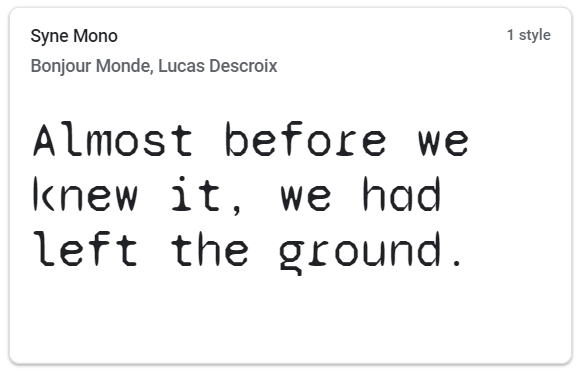 Syne Mono
1 style
Bonjour Monde, Lucas Descroix
Almost before we
knew it, we had
left the ground.